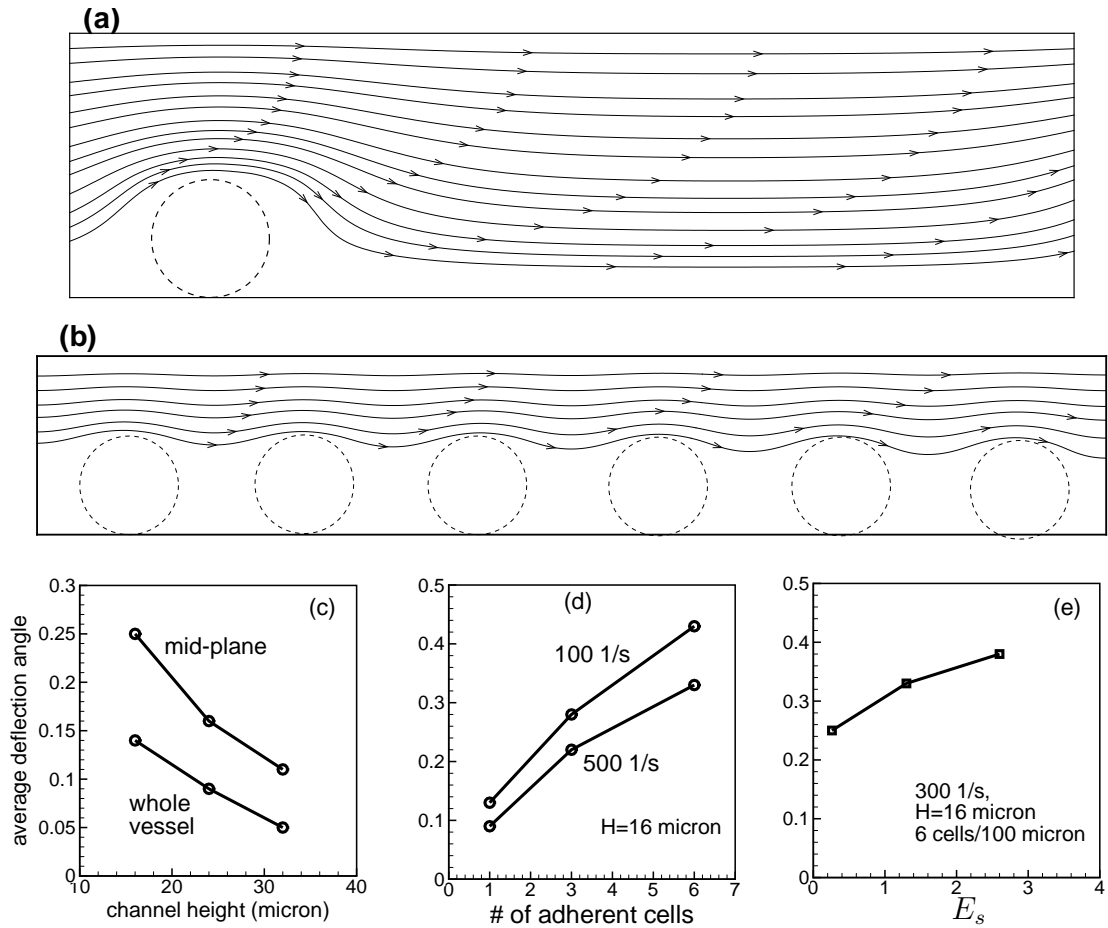 (a)
(b)
average deflection angle
0.3
0.25
0.2
0.15
0.1
0.05
0
10
20
30
40
channel height (micron)
(c)
mid-plane
whole
vessel
0.5
0.4
0.3
0.2
0.1
0
0
1
2
3
4
5
6
7
# of adherent cells
(d)
100 1/s
500 1/s
H=16 micron
0.5
0.4
0.3
0.2
0.1
0
0
1
2
3
4
E_s
(e)
300 1/s,
H=16 micron
6 cells/100 micron